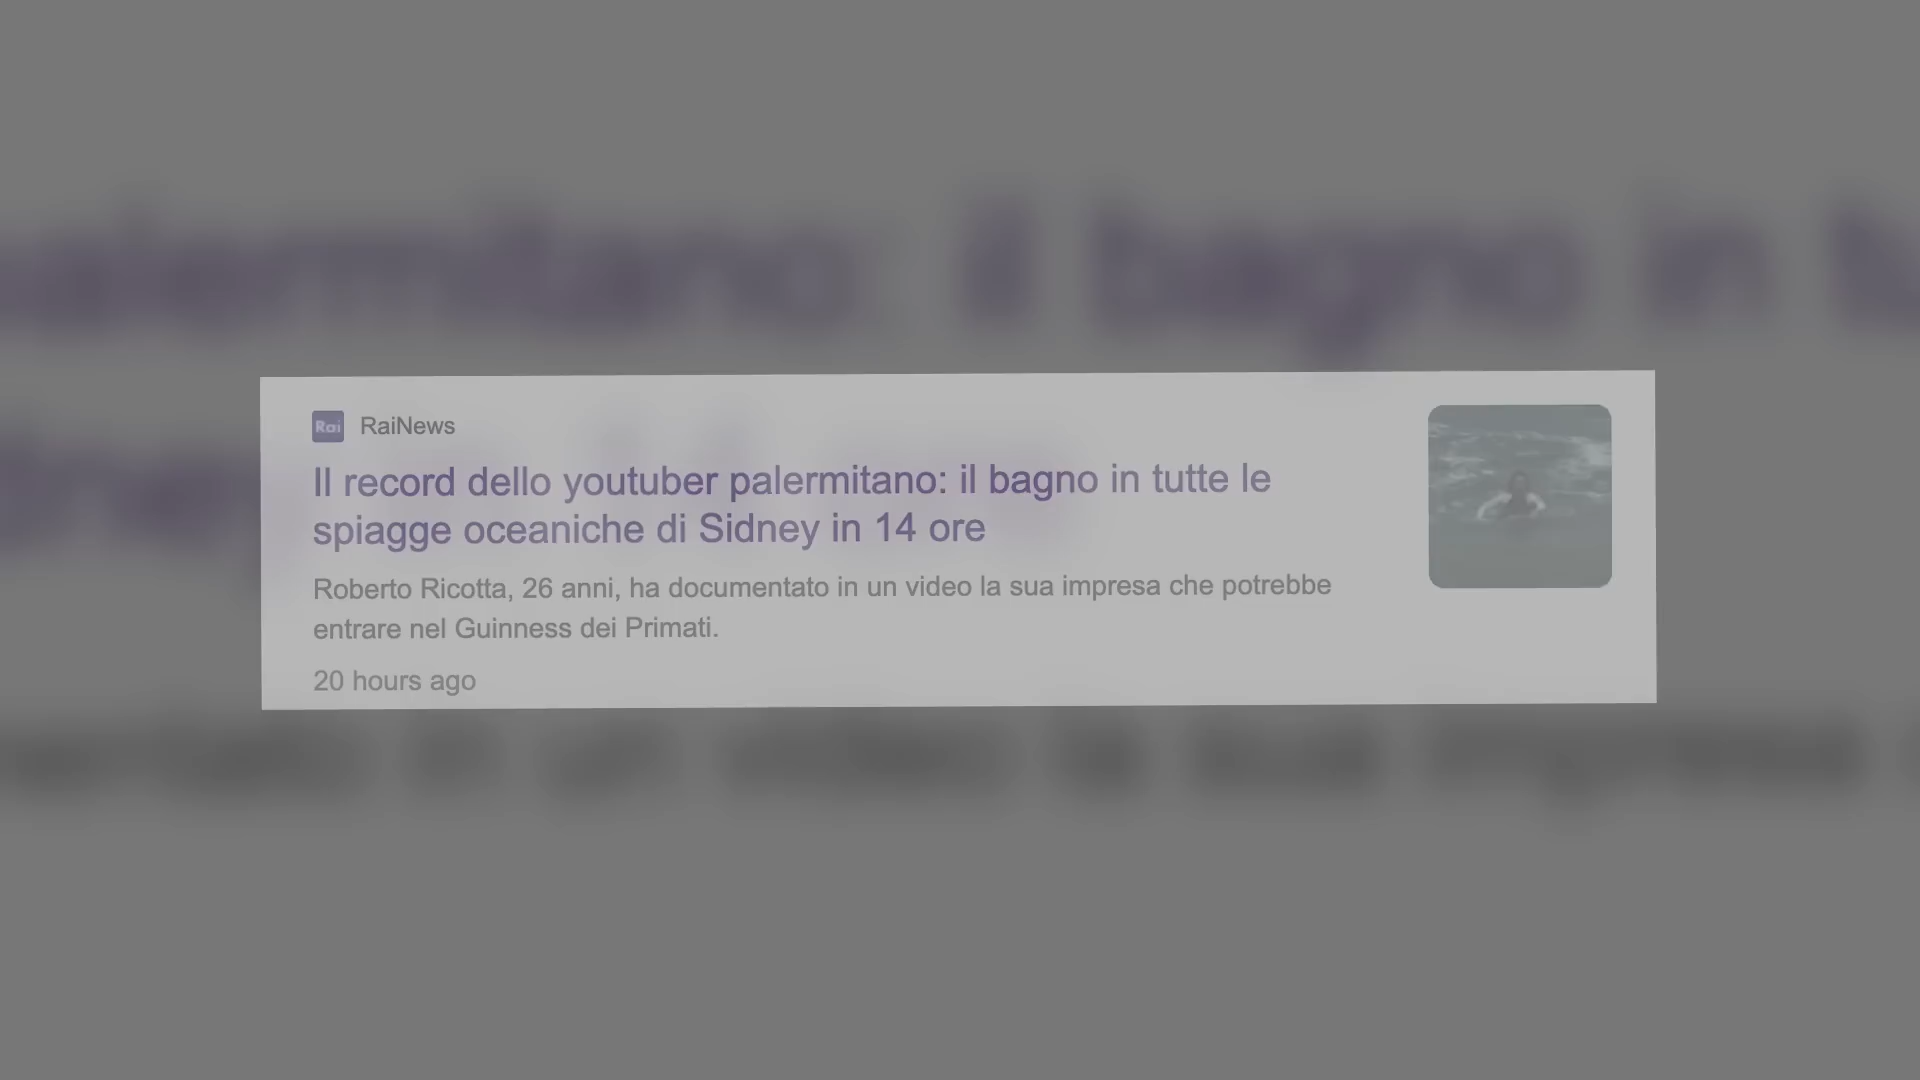 Rai RaiNews
Il record dello youtuber palermitano: il bagno in tutte le
spiagge oceaniche di Sidney in 14 ore
Roberto Ricotta, 26 anni, ha documentato in un video la sua impresa che potrebbe
entrare nel Guinness dei Primati.
20 hours ago